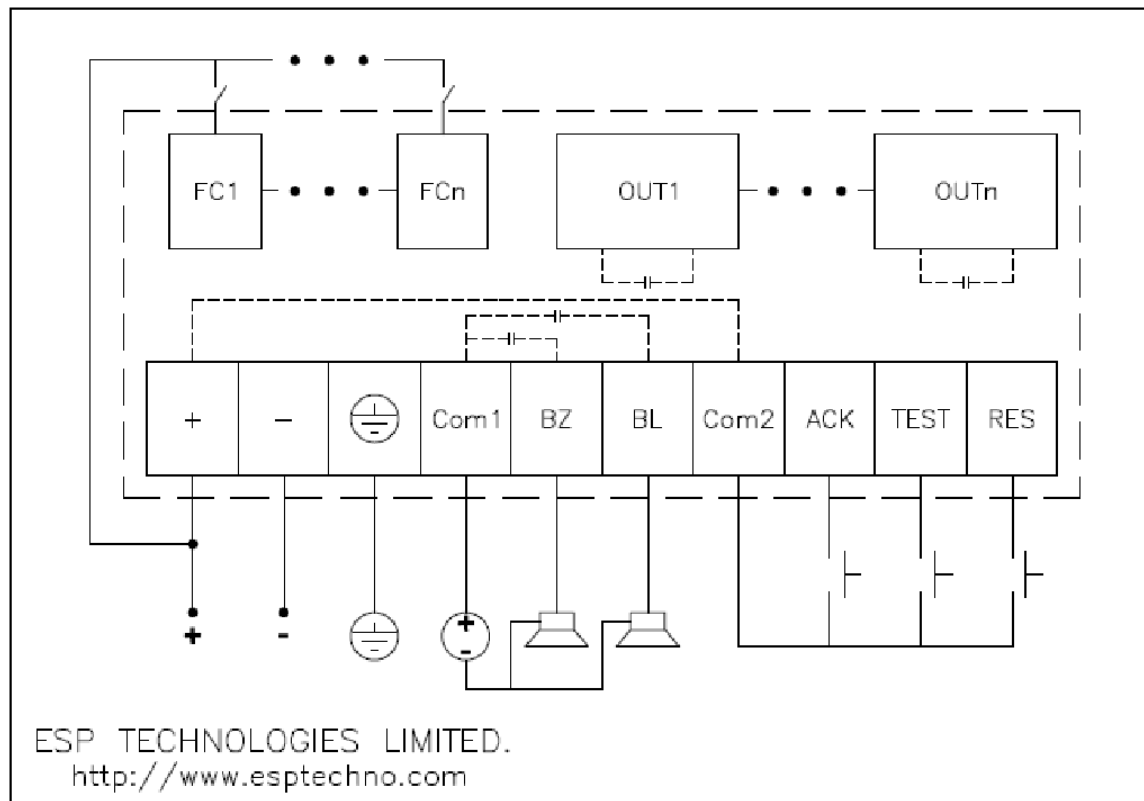 FC1 FCn OUT1 OUTn
+ - Com1 BZ BL Com2 ACK TEST RES
+ - + -
ESP TECHNOLOGIES LIMITED.
http://www.esptechno.com